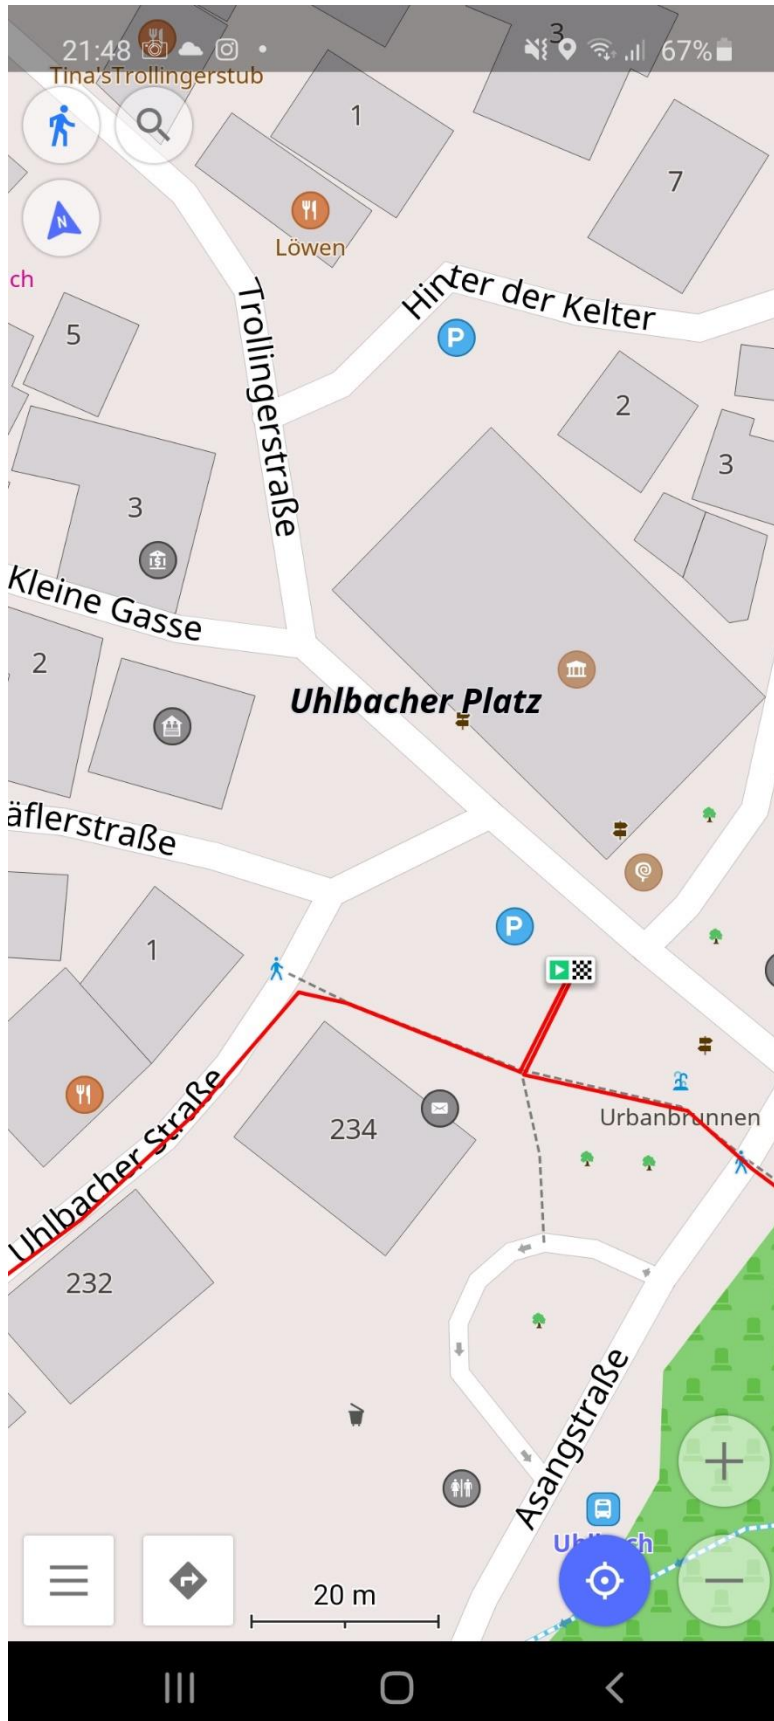 21:48
67%
3
Tina'sTrollingerstub
1
7
N
Löwen
ch
Hinter der Kelter
P
5
Trollingerstraße
2
3
3
Kleine Gasse
2
Uhlbacher Platz
äflerstraße
1
P
Uhlbacher Straße
234
Urbanbrunnen
232
Asangstraße
20 m